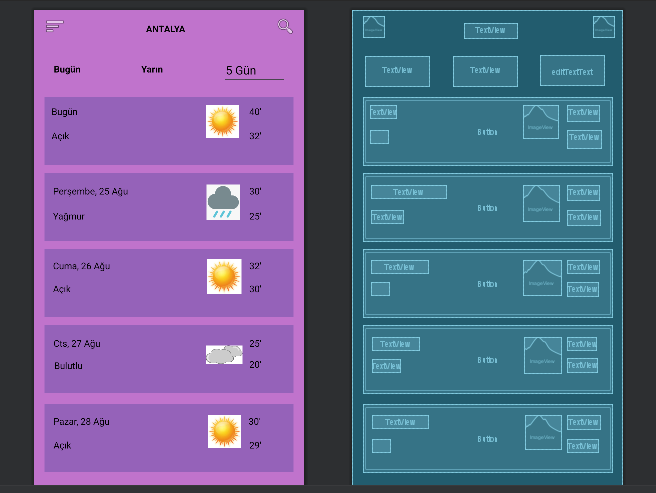 ANTALYA
Bugün Yarın 5 Gün
Bugün 40'
Açık 32'
Perşembe, 25 Ağu 30'
Yağmur 25'
Cuma, 26 Ağu 32'
Açık 30'
Cts, 27 Ağu 25'
Bulutlu 20'
Pazar, 28 Ağu 30'
Açık 29'
ImageView TextView ImageView
TextView TextView editTextText
TextView Button ImageView TextView
TextView
TextView Button ImageView TextView
TextView TextView
TextView Button ImageView TextView
TextView
TextView Button ImageView TextView
TextView TextView
TextView Button ImageView TextView
TextView